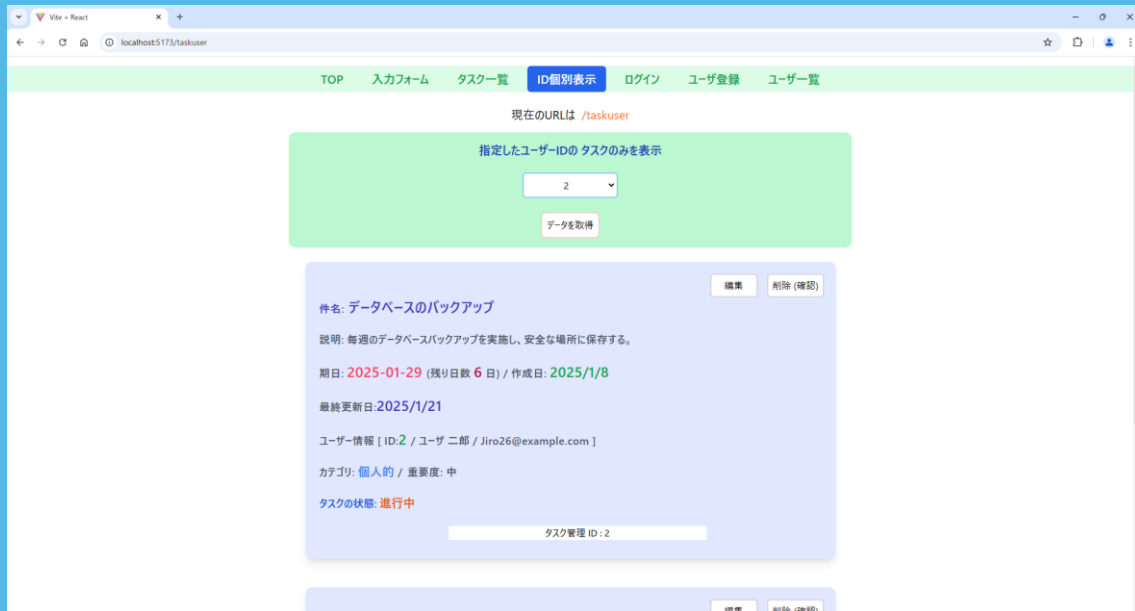 Vite + React
localhost:5173/taskuser
TOP 入力フォーム タスク一覧 ID個別表示 ログイン ユーザ登録 ユーザ一覧
現在のURLは /taskuser
指定したユーザーIDの タスクのみを表示
2
データを取得
編集 削除 (確認)
件名: データベースのバックアップ
説明: 毎週のデータベースバックアップを実施し、安全な場所に保存する。
期日: 2025-01-29 (残り日数 6 日) / 作成日: 2025/1/8
最終更新日:2025/1/21
ユーザー情報 [ ID:2 / ユーザ 二郎 / Jiro26@example.com ]
カテゴリ: 個人的 / 重要度: 中
タスクの状態: 進行中
タスク管理 ID : 2
編集 削除 (確認)